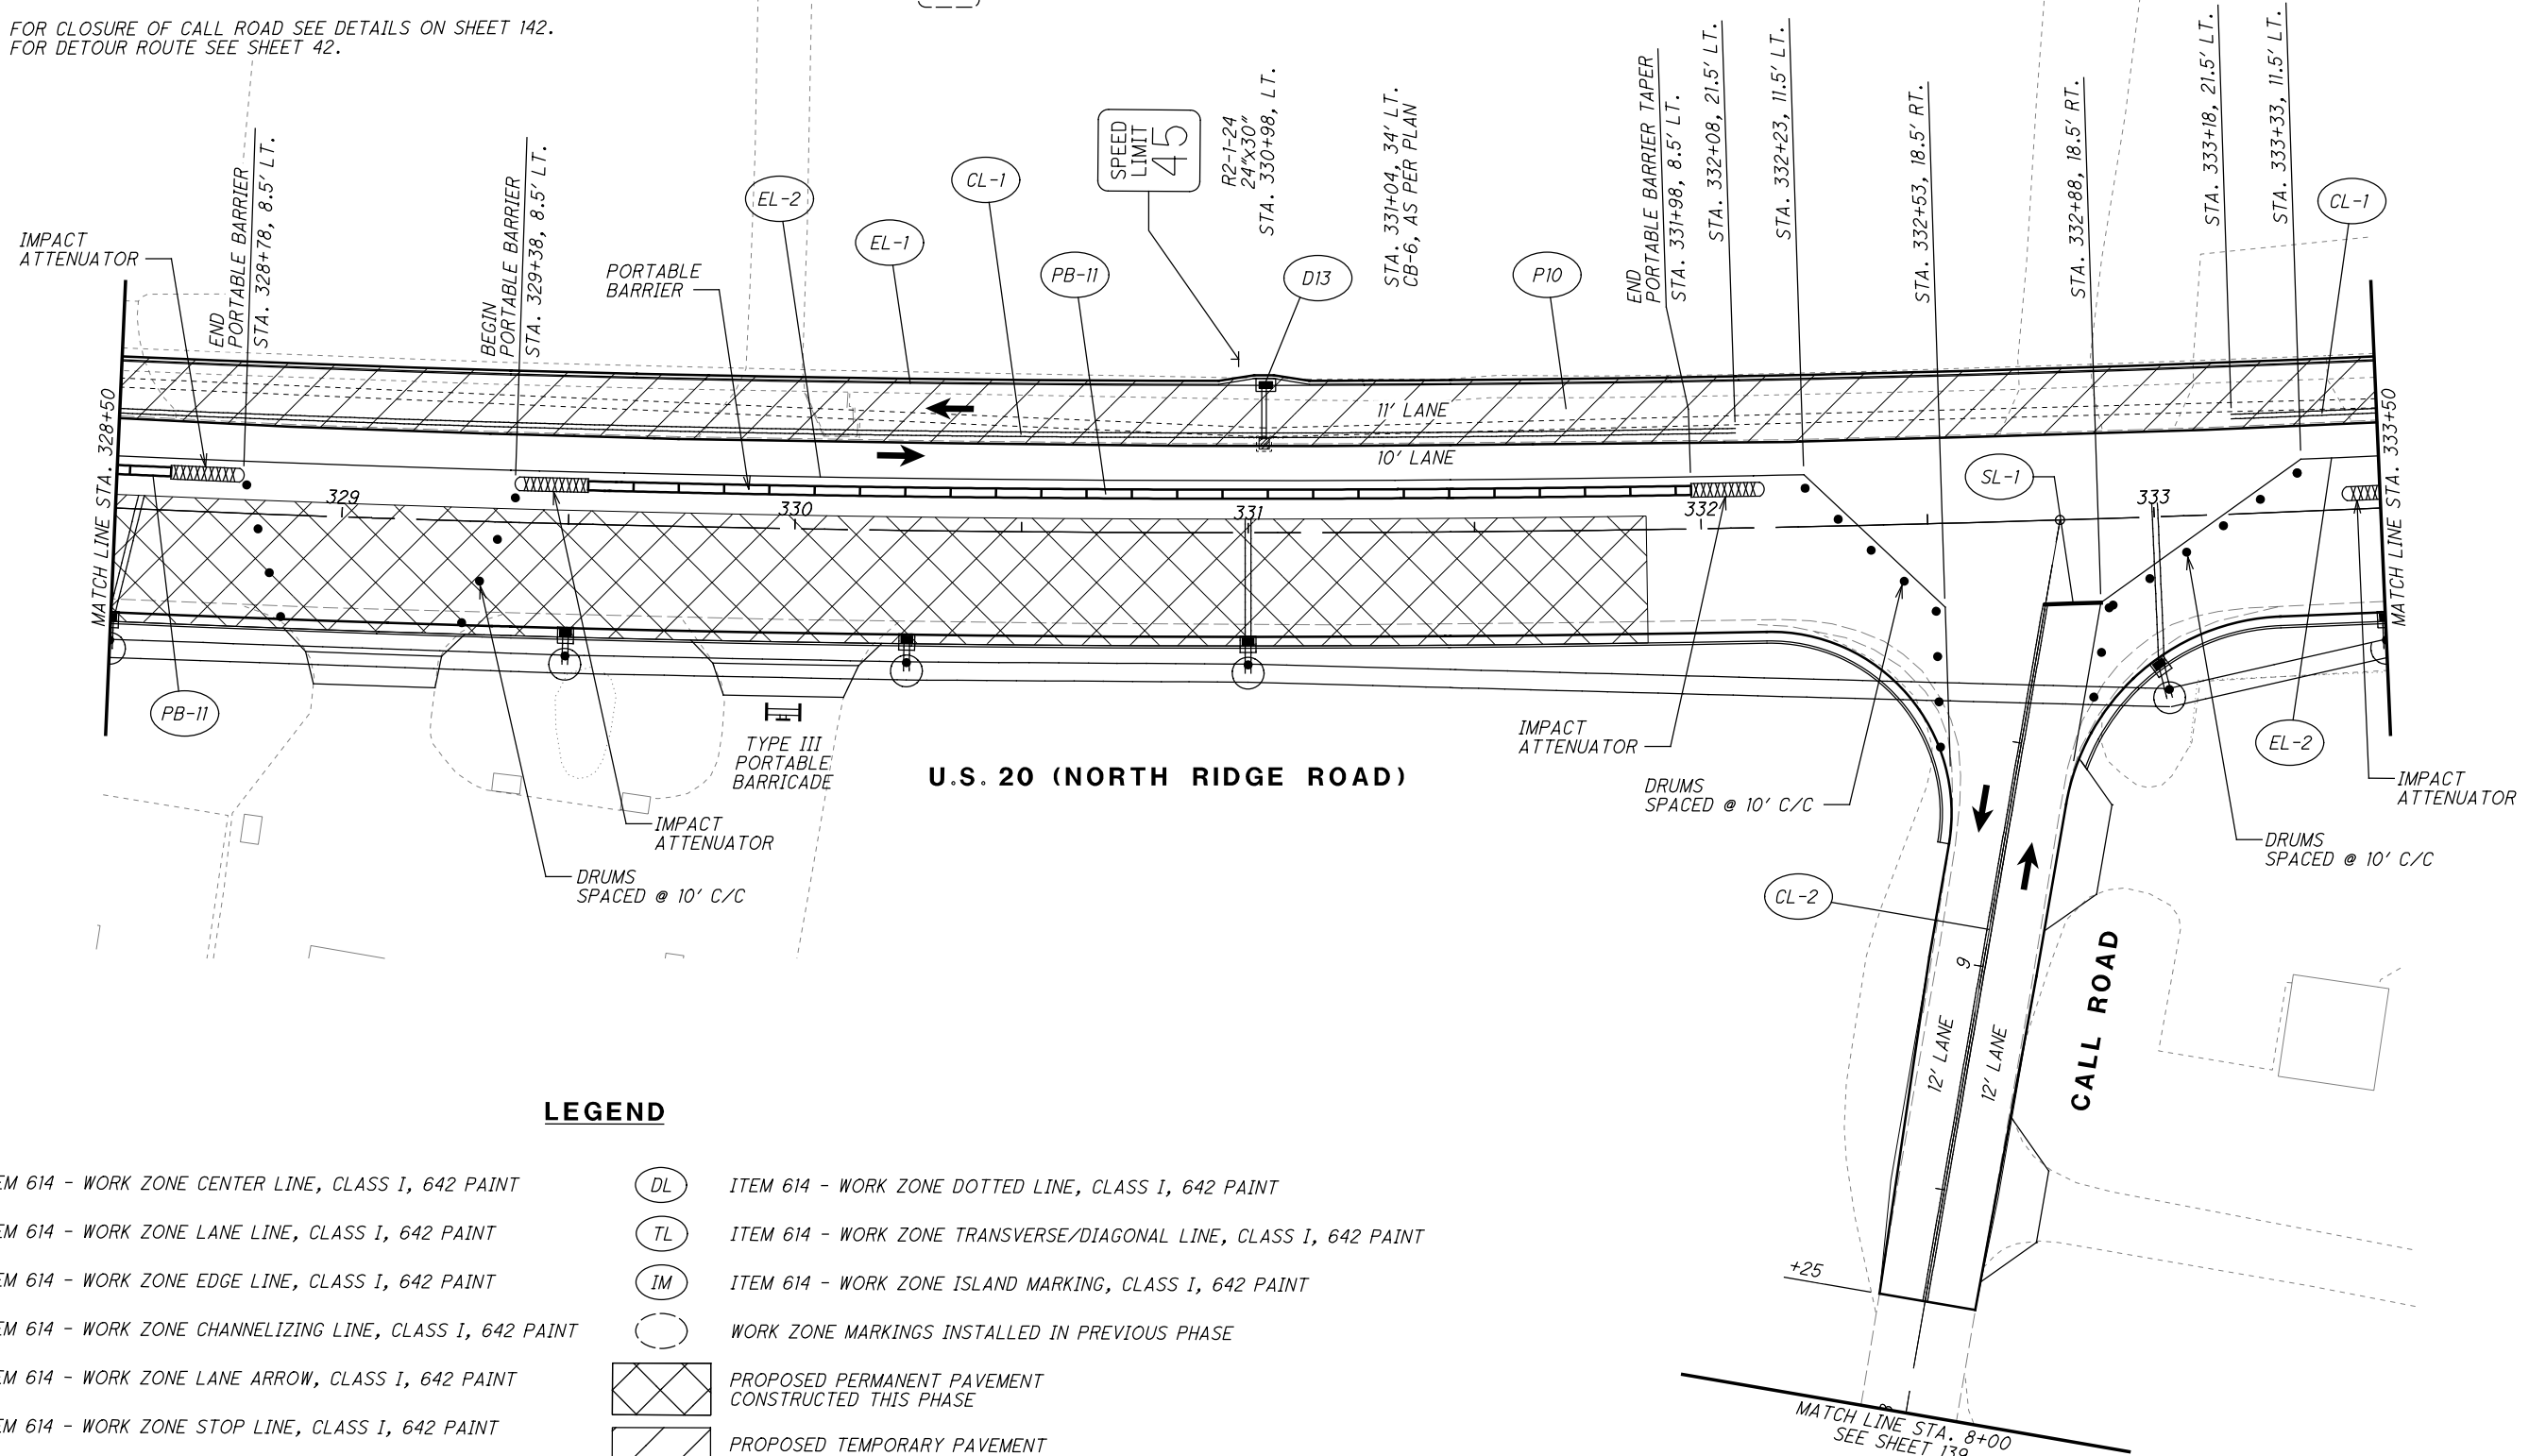 FOR CLOSURE OF CALL ROAD SEE DETAILS ON SHEET 142.
FOR DETOUR ROUTE SEE SHEET 42.
IMPACT
ATTENUATOR
END
PORTABLE BARRIER
STA. 328+78, 8.5' LT.
BEGIN
PORTABLE BARRIER
STA. 329+38, 8.5' LT.
PORTABLE
BARRIER
EL-2
EL-1
CL-1
PB-11
SPEED
LIMIT
45
R2-1-24
24"x30"
STA. 330+98, LT.
D13
STA. 331+04, 34' LT.
CB-6, AS PER PLAN
P10
END
PORTABLE BARRIER TAPER
STA. 331+98, 8.5' LT.
STA. 332+08, 21.5' LT.
STA. 332+23, 11.5' LT.
STA. 332+53, 18.5' RT.
STA. 332+88, 18.5' RT.
STA. 333+18, 21.5' LT.
STA. 333+33, 11.5' LT.
CL-1
MATCH LINE STA. 328+50
11' LANE
10' LANE
SL-1
329
330
331
332
333
MATCH LINE STA. 333+50
PB-11
TYPE III
PORTABLE
BARRICADE
U.S. 20 (NORTH RIDGE ROAD)
IMPACT
ATTENUATOR
DRUMS
SPACED @ 10' C/C
IMPACT
ATTENUATOR
DRUMS
SPACED @ 10' C/C
EL-2
IMPACT
ATTENUATOR
DRUMS
SPACED @ 10' C/C
CL-2
9
12' LANE
12' LANE
CALL ROAD
+25
8
MATCH LINE STA. 8+00
SEE SHEET 139
LEGEND
EM 614 - WORK ZONE CENTER LINE, CLASS I, 642 PAINT
EM 614 - WORK ZONE LANE LINE, CLASS I, 642 PAINT
EM 614 - WORK ZONE EDGE LINE, CLASS I, 642 PAINT
EM 614 - WORK ZONE CHANNELIZING LINE, CLASS I, 642 PAINT
EM 614 - WORK ZONE LANE ARROW, CLASS I, 642 PAINT
EM 614 - WORK ZONE STOP LINE, CLASS I, 642 PAINT
DL ITEM 614 - WORK ZONE DOTTED LINE, CLASS I, 642 PAINT
TL ITEM 614 - WORK ZONE TRANSVERSE/DIAGONAL LINE, CLASS I, 642 PAINT
IM ITEM 614 - WORK ZONE ISLAND MARKING, CLASS I, 642 PAINT
WORK ZONE MARKINGS INSTALLED IN PREVIOUS PHASE
PROPOSED PERMANENT PAVEMENT
CONSTRUCTED THIS PHASE
PROPOSED TEMPORARY PAVEMENT